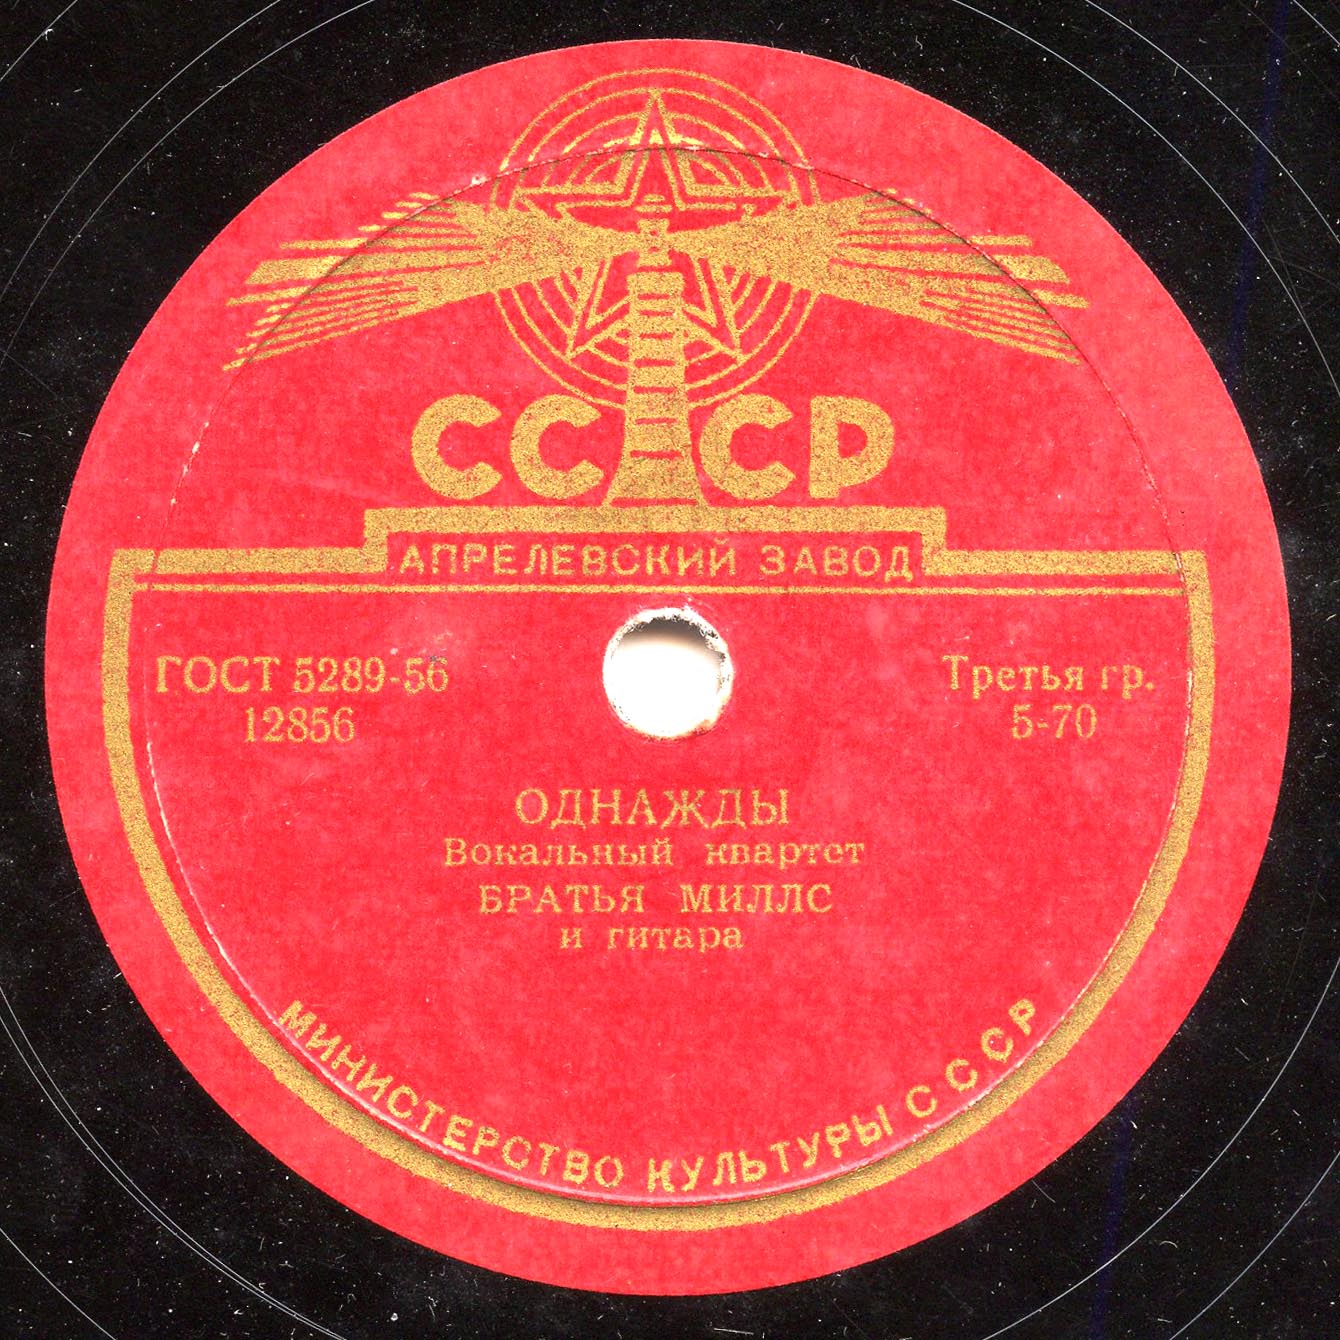 СССР
АПРЕЛЕВСКИЙ ЗАВОД
ГОСТ 5289-56
12856
Третья гр.
5-70
ОДНАЖДЫ
Вокальный квартет
БРАТЬЯ МИЛЛС
и гитара
МИНИСТЕРСТВО КУЛЬТУРЫ СССР